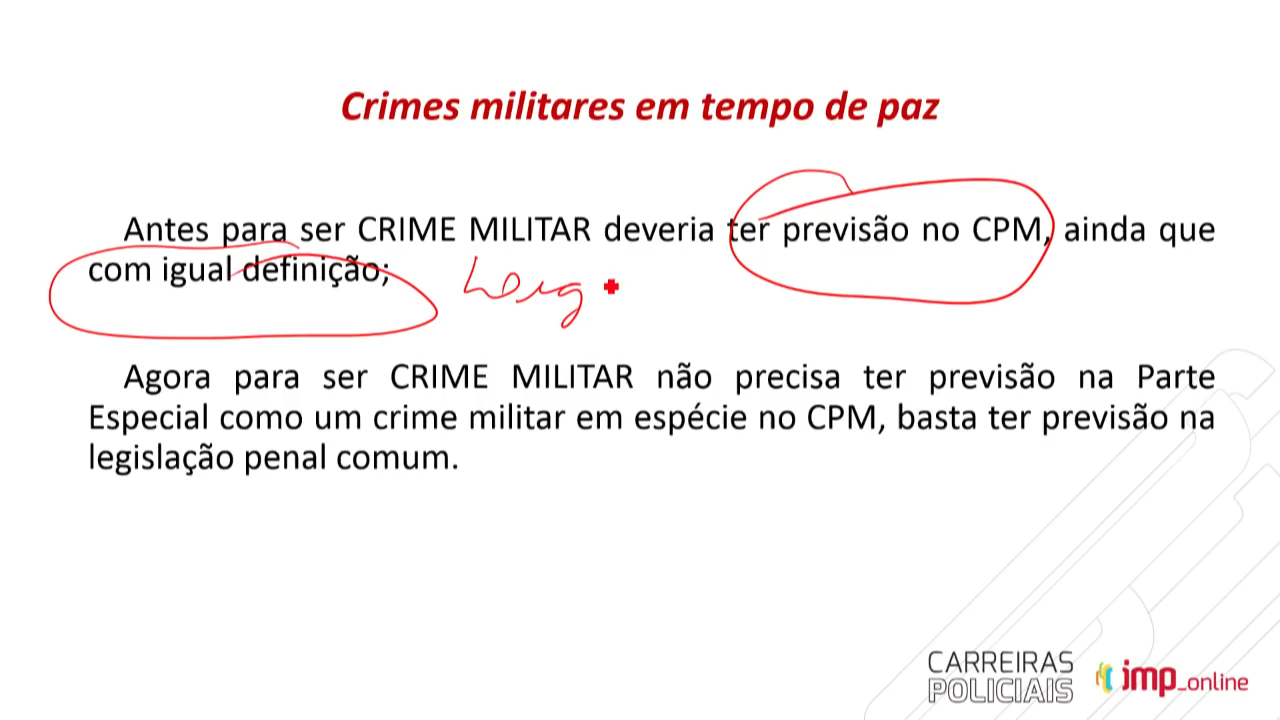 Crimes militares em tempo de paz
Antes para ser CRIME MILITAR deveria ter previsão no CPM, ainda que
com igual definição;
Agora para ser CRIME MILITAR não precisa ter previsão na Parte
Especial como um crime militar em espécie no CPM, basta ter previsão na
legislação penal comum.
CARREIRAS
POLICIAIS
imp_online